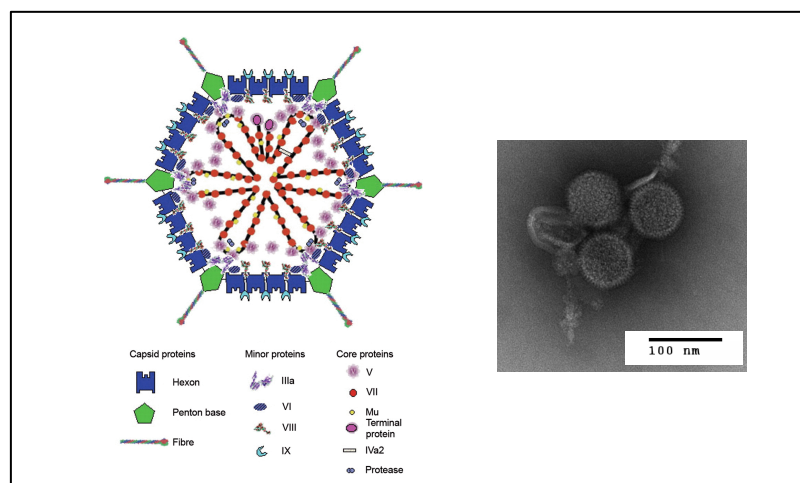 Capsid proteins
Minor proteins
Core proteins
Hexon
Penton base
Fibre
IIIa
VI
VIII
IX
V
VII
Mu
Terminal
protein
IVa2
Protease
100 nm